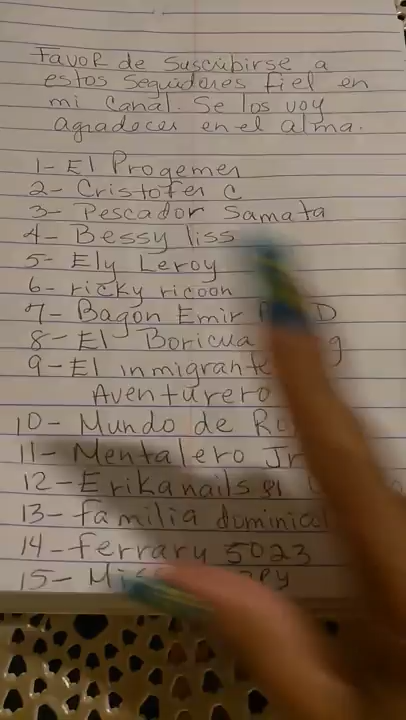 Favor de suscribirse a
estos seguidores fiel en
mi canal. Se los voy
agradecer en el alma.
1- El Progemer
2- Cristofer C
3- Pescador Samata
4- Bessy liss
5- Ely Leroy
6- ricky ricoon
7- Bagon Emir D
8- El Boricua g
9- El inmigrante
Aventurero
10- Mundo de
11- Mentalero Jr
12- Erikanails
13- familia
14- ferrary 5023
15-